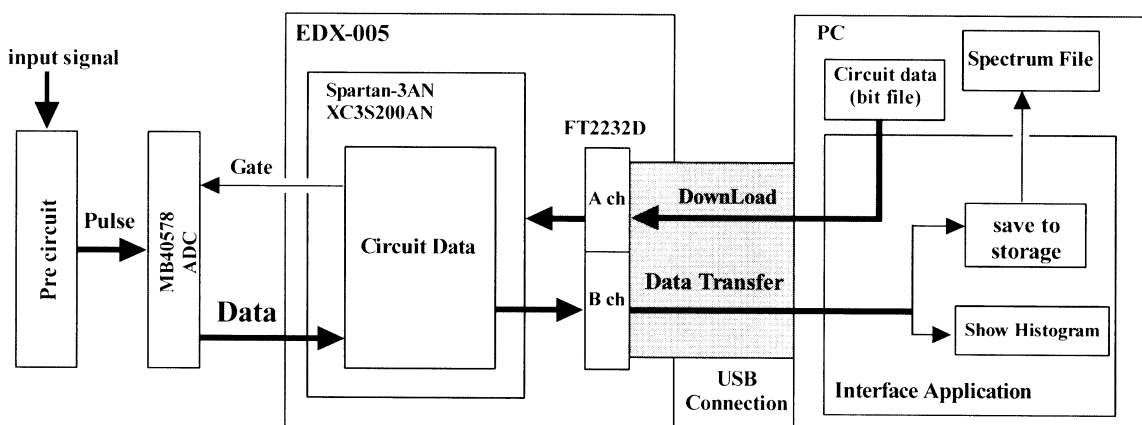 input signal
Pre circuit
Pulse
MB40578
ADC
Gate
Data
EDX-005
Spartan-3AN
XC3S200AN
Circuit Data
FT2232D
A ch
B ch
DownLoad
Data Transfer
USB
Connection
PC
Circuit data
(bit file)
Spectrum File
save to
storage
Show Histogram
Interface Application